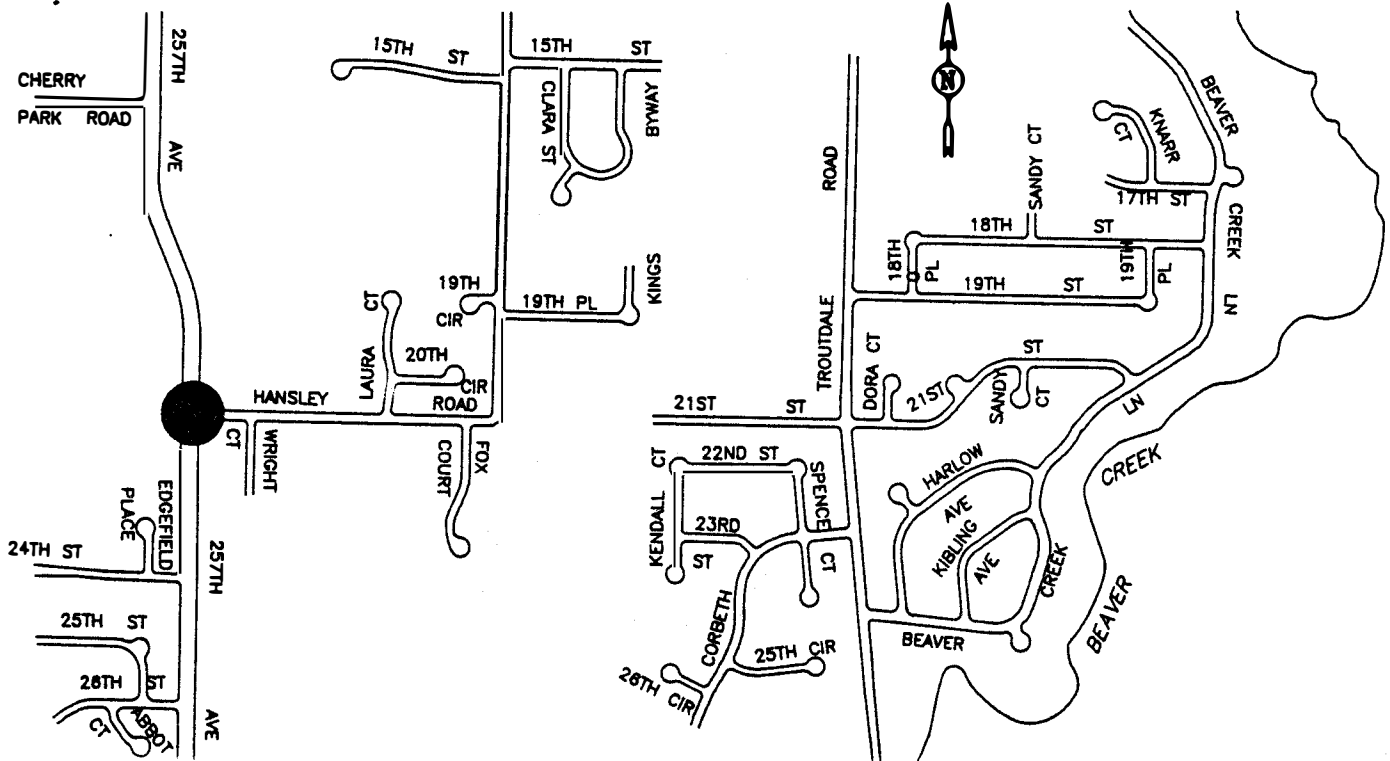 257TH
AVE
CHERRY
PARK ROAD
15TH ST
15TH ST
CLARA ST
BYWAY
N
ROAD
TROUTDALE
BEAVER
CREEK
LN
KNARR
CT
17TH ST
SANDY CT
18TH ST
18TH
PL
19TH
PL
19TH ST
19TH
CIR
19TH PL
KINGS
CT
LAURA
20TH
CIR
HANSLEY
ROAD
WRIGHT
CT
FOX
COURT
21ST ST
DORA CT
21ST
ST
SANDY
CT
LN
CREEK
BEAVER
HARLOW
AVE
KIBLING
AVE
CREEK
BEAVER
22ND ST
KENDALL
CT
SPENCE
CT
23RD
ST
CORBETH
25TH CIR
26TH CIR
EDGEFIELD
PLACE
24TH ST
257TH
AVE
25TH ST
26TH ST
ABBOT
CT